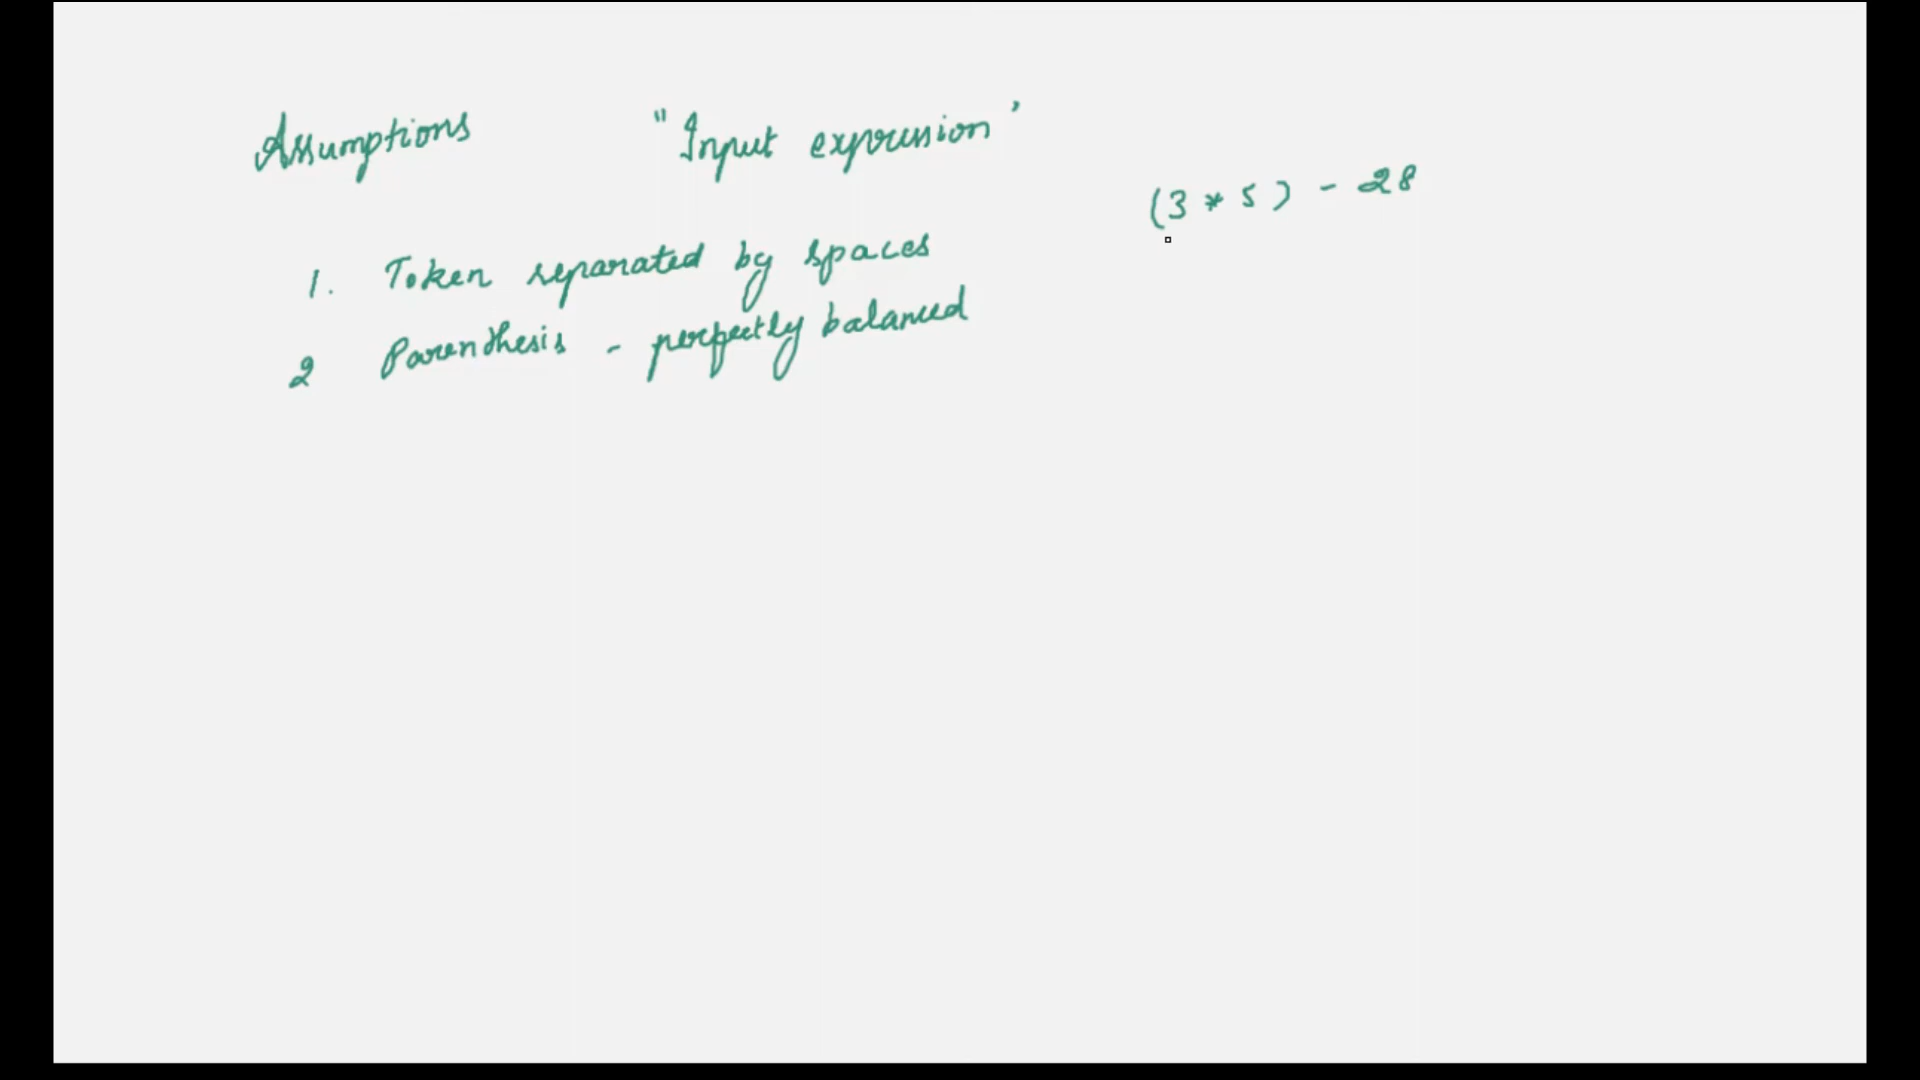 Assumptions "Input expression"
(3 * 5) - 28
1. Token separated by spaces
2 Parenthesis - perfectly balanced